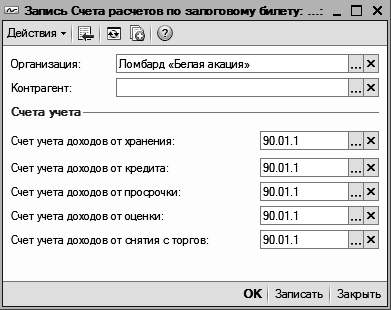 Запись Счета расчетов по залоговому билету: ...:
Действия
Организация: Ломбард «Белая акация» ...
Контрагент: ...
Счета учета
Счет учета доходов от хранения: 90.01.1 ...
Счет учета доходов от кредита: 90.01.1 ...
Счет учета доходов от просрочки: 90.01.1 ...
Счет учета доходов от оценки: 90.01.1 ...
Счет учета доходов от снятия с торгов: 90.01.1 ...
OK Записать Закрыть